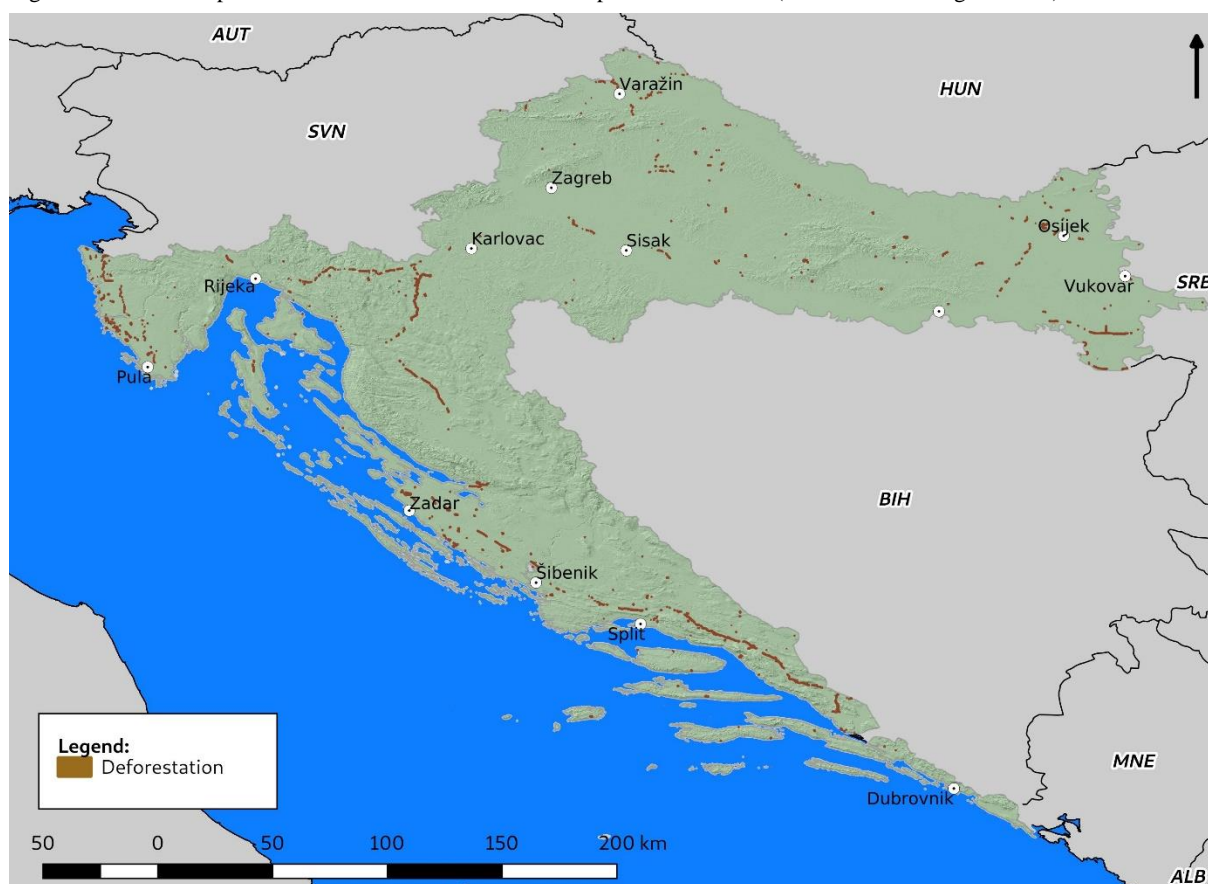 AUT
Varažin
HUN
SVN
Zagreb
Osijek
Karlovac
Sisak
Rijeka
Vukovar
SRB
Pula
BIH
Zadar
Šibenik
Split
Legend:
Deforestation
MNE
Dubrovnik
50 0 50 100 150 200 km
ALB